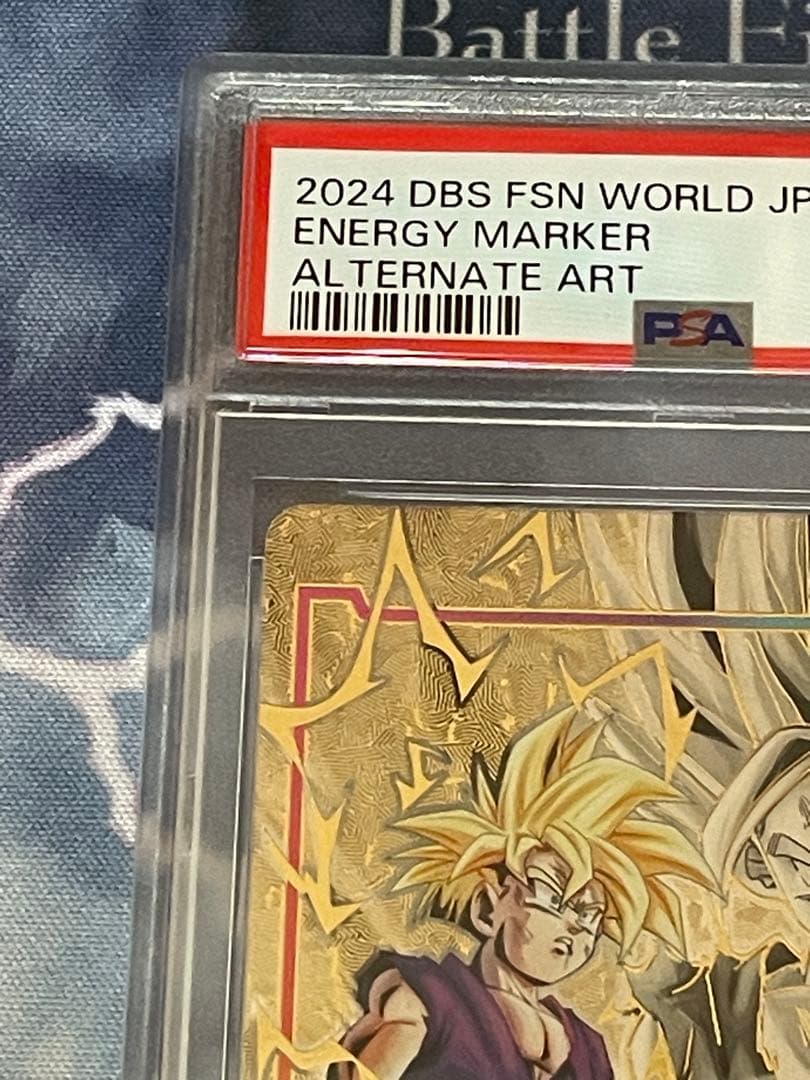 Battle
2024 DBS FSN WORLD JP
ENERGY MARKER
ALTERNATE ART
PSA